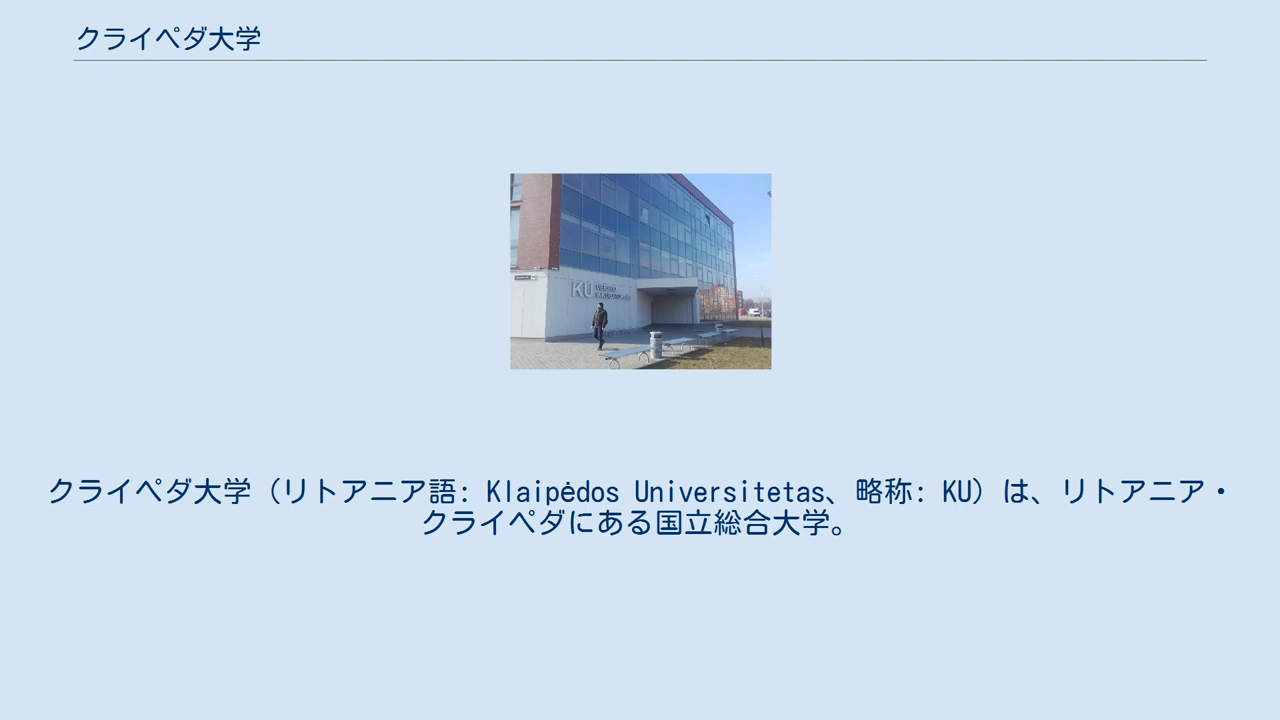 クライペダ大学
KU
クライペダ大学（リトアニア語: Klaipėdos Universitetas、略称: KU）は、リトアニア・
クライペダにある国立総合大学。